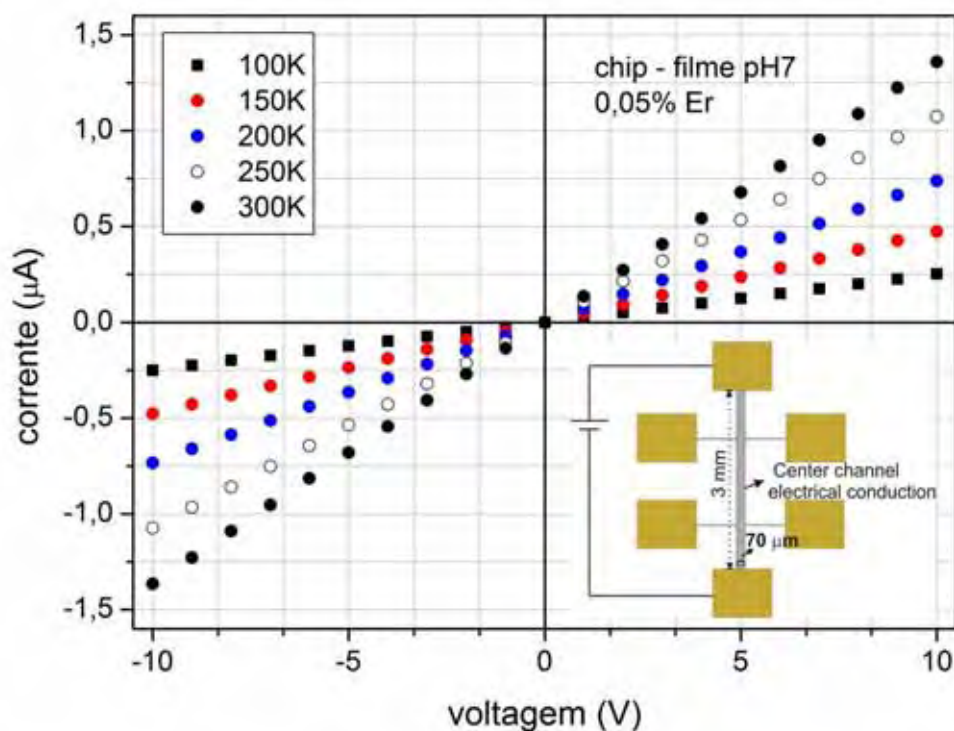 1,5
1,0
0,5
0,0
-0,5
-1,0
-1,5
corrente (μA)
100K
150K
200K
250K
300K
chip - filme pH7
0,05% Er
3 mm
Center channel
electrical conduction
70 μm
-10
-5
0
5
10
voltagem (V)